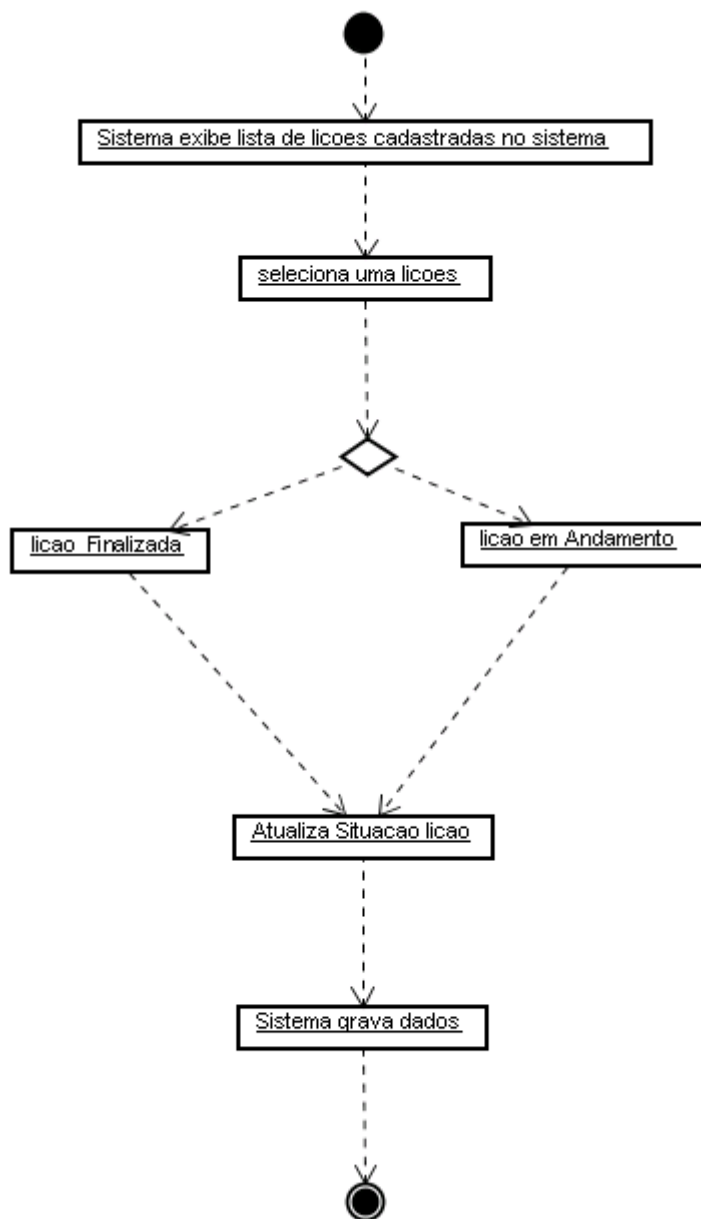 Sistema exibe lista de licoes cadastradas no sistema
seleciona uma licoes
licao Finalizada
licao em Andamento
Atualiza Situacao licao
Sistema grava dados